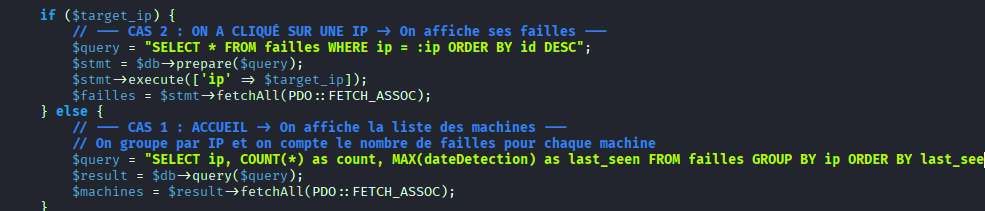 if ($target_ip) {
// --- CAS 2 : ON A CLIQUÉ SUR UNE IP -> On affiche ses failles ---
$query = "SELECT * FROM failles WHERE ip = :ip ORDER BY id DESC";
$stmt = $db->prepare($query);
$stmt->execute(['ip' => $target_ip]);
$failles = $stmt->fetchAll(PDO::FETCH_ASSOC);
} else {
// --- CAS 1 : ACCUEIL -> On affiche la liste des machines ---
// On groupe par IP et on compte le nombre de failles pour chaque machine
$query = "SELECT ip, COUNT(*) as count, MAX(dateDetection) as last_seen FROM failles GROUP BY ip ORDER BY last_see
$result = $db->query($query);
$machines = $result->fetchAll(PDO::FETCH_ASSOC);
}